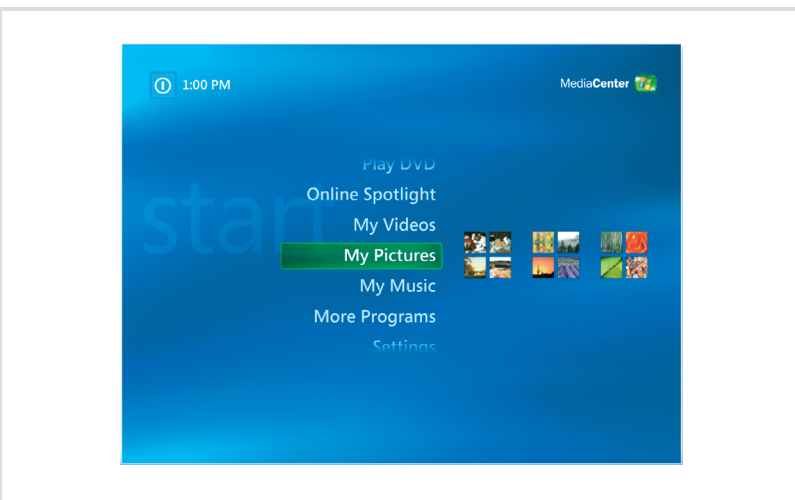 1:00 PM
MediaCenter
start
Play DVD
Online Spotlight
My Videos
My Pictures
My Music
More Programs
Settings